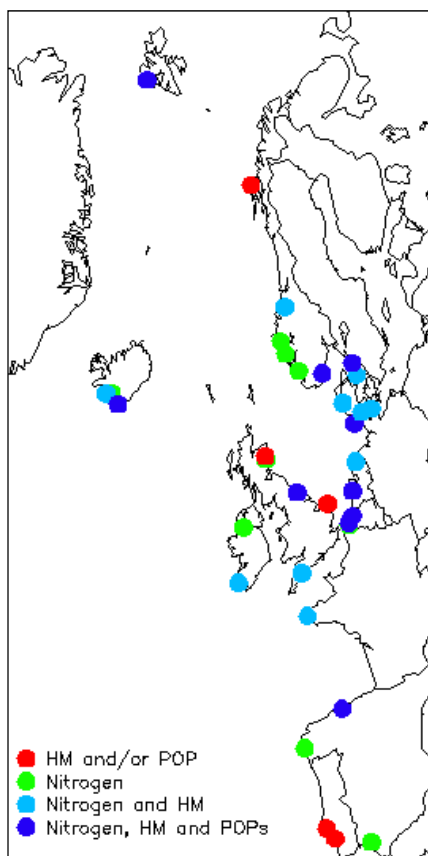 HM and/or POP
Nitrogen
Nitrogen and HM
Nitrogen, HM and POPs